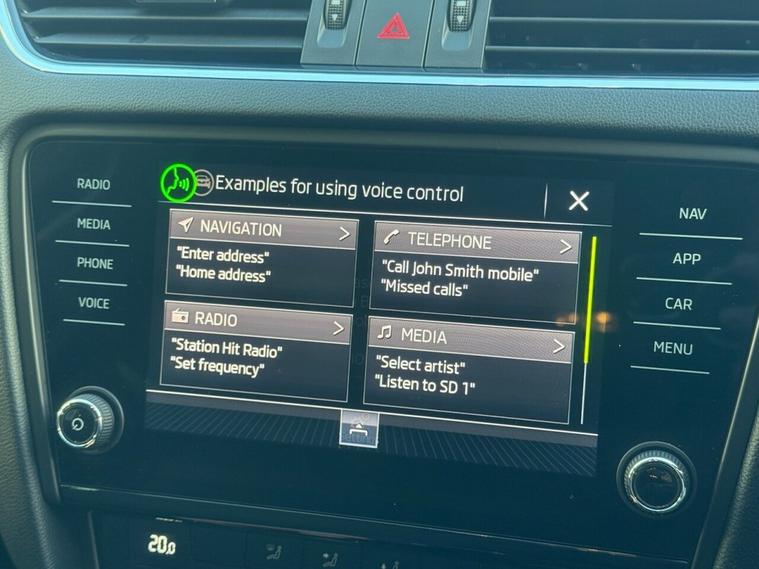 Examples for using voice control
RADIO
MEDIA
PHONE
VOICE
NAVIGATION
"Enter address"
"Home address"
TELEPHONE
"Call John Smith mobile"
"Missed calls"
RADIO
"Station Hit Radio"
"Set frequency"
MEDIA
"Select artist"
"Listen to SD 1"
NAV
APP
CAR
MENU
20.0